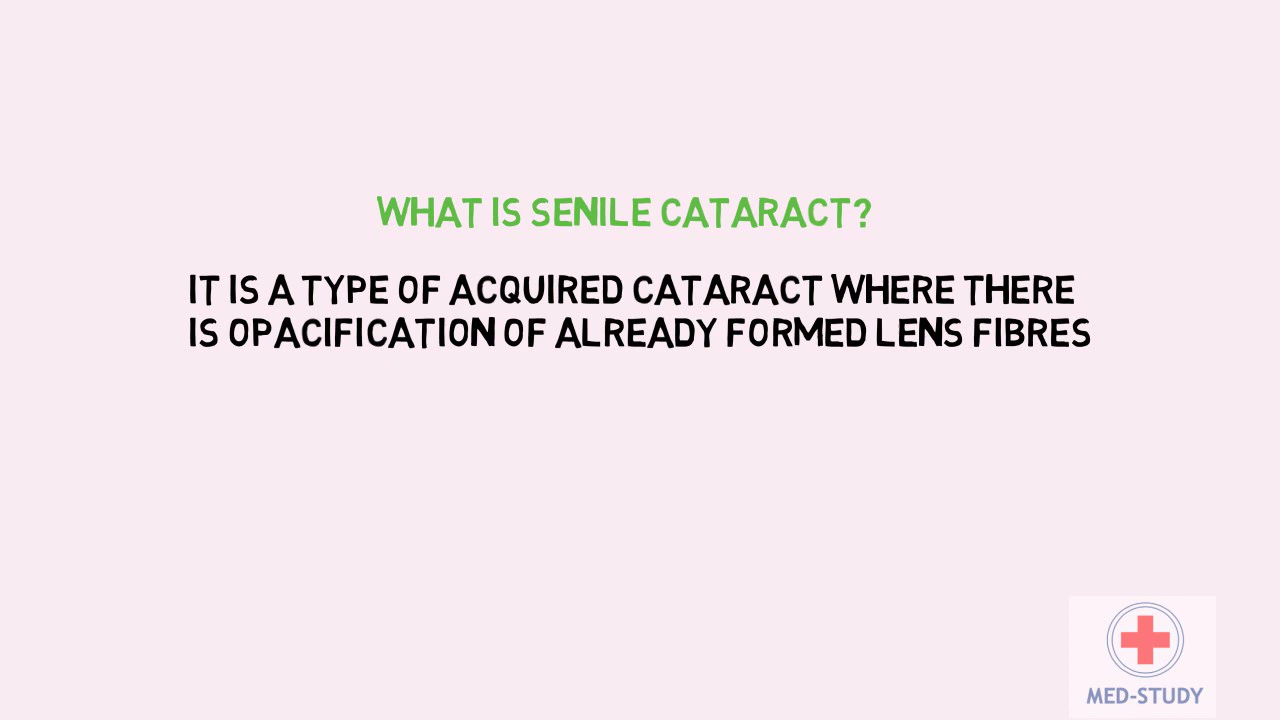 WHAT IS SENILE CATARACT?
IT IS A TYPE OF ACQUIRED CATARACT WHERE THERE
IS OPACIFICATION OF ALREADY FORMED LENS FIBRES
MED-STUDY